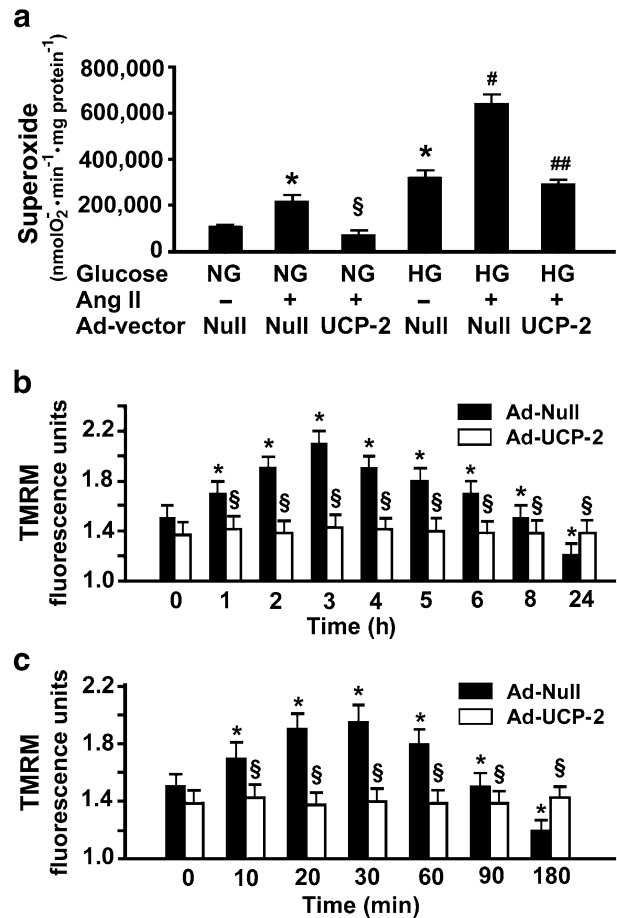 a
800,000
600,000
400,000
200,000
0
Superoxide
(nmolO₂⁻·min⁻¹·mg protein⁻¹)
* § * # ##
Glucose NG NG NG HG HG HG
Ang II – + + – + +
Ad-vector Null Null UCP-2 Null Null UCP-2
b
TMRM
fluorescence units
2.2
1.8
1.4
1.0
Ad-Null
Ad-UCP-2
* * * * * * * *
§ § § § § § § §
0 1 2 3 4 5 6 8 24
Time (h)
c
TMRM
fluorescence units
2.2
1.8
1.4
1.0
Ad-Null
Ad-UCP-2
* * * * * *
§ § § § § §
0 10 20 30 60 90 180
Time (min)